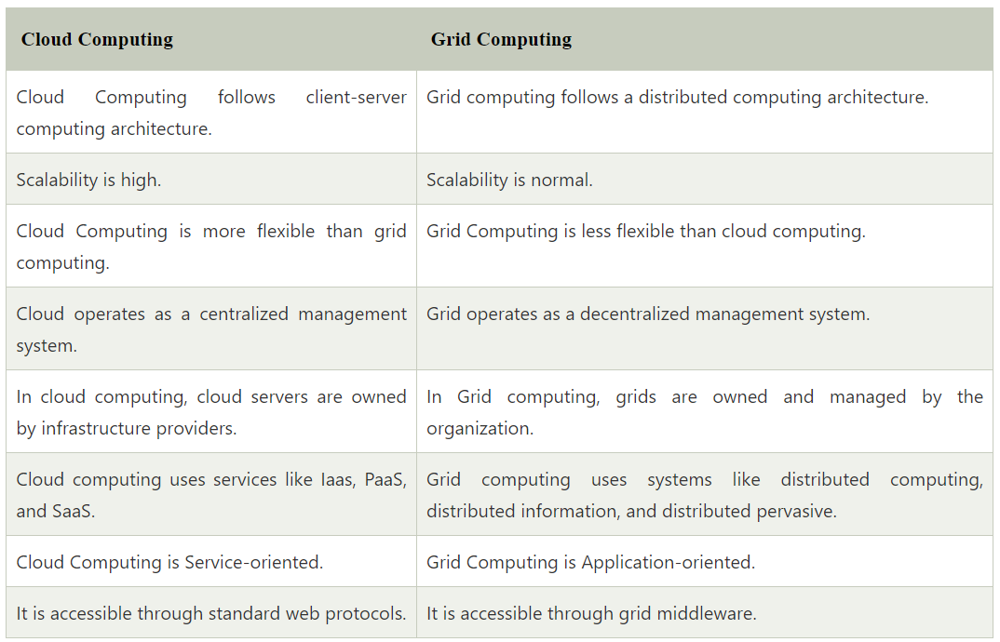 Cloud Computing
Grid Computing
Cloud Computing follows client-server
computing architecture.
Grid computing follows a distributed computing architecture.
Scalability is high.
Scalability is normal.
Cloud Computing is more flexible than grid
computing.
Grid Computing is less flexible than cloud computing.
Cloud operates as a centralized management
system.
Grid operates as a decentralized management system.
In cloud computing, cloud servers are owned
by infrastructure providers.
In Grid computing, grids are owned and managed by the
organization.
Cloud computing uses services like Iaas, PaaS,
and SaaS.
Grid computing uses systems like distributed computing,
distributed information, and distributed pervasive.
Cloud Computing is Service-oriented.
Grid Computing is Application-oriented.
It is accessible through standard web protocols.
It is accessible through grid middleware.